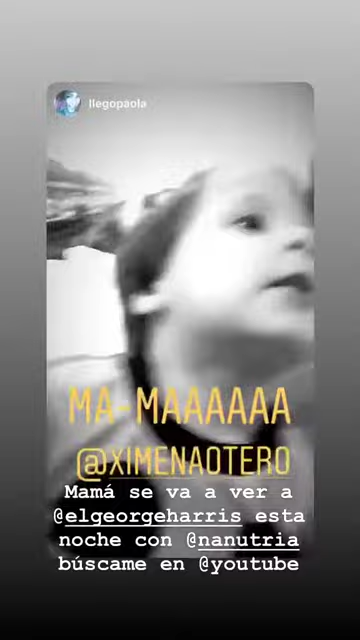 llegopaola
MA-MAAAAAA
@XIMENAOTERO
Mamá se va a ver a
@elgeorgeharris esta
noche con @nanutria
búscame en @youtube